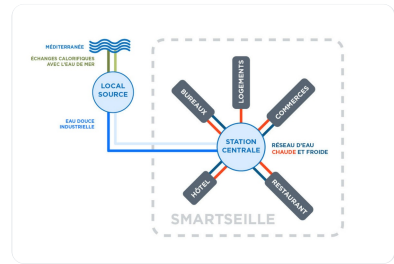 MÉDITERRANÉE
ÉCHANGES CALORIFIQUES
AVEC L'EAU DE MER
LOCAL
SOURCE
EAU DOUCE
INDUSTRIELLE
BUREAUX
LOGEMENTS
COMMERCES
STATION
CENTRALE
RÉSEAU D'EAU
CHAUDE ET FROIDE
HÔTEL
RESTAURANT
SMARTSEILLE